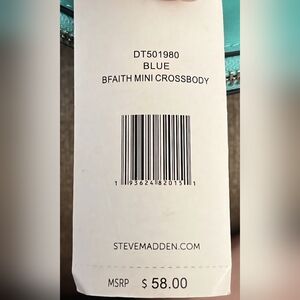 DT501980
BLUE
BFAITH MINI CROSSBODY
1 93624 82015 1
STEVEMADDEN.COM
MSRP $ 58.00